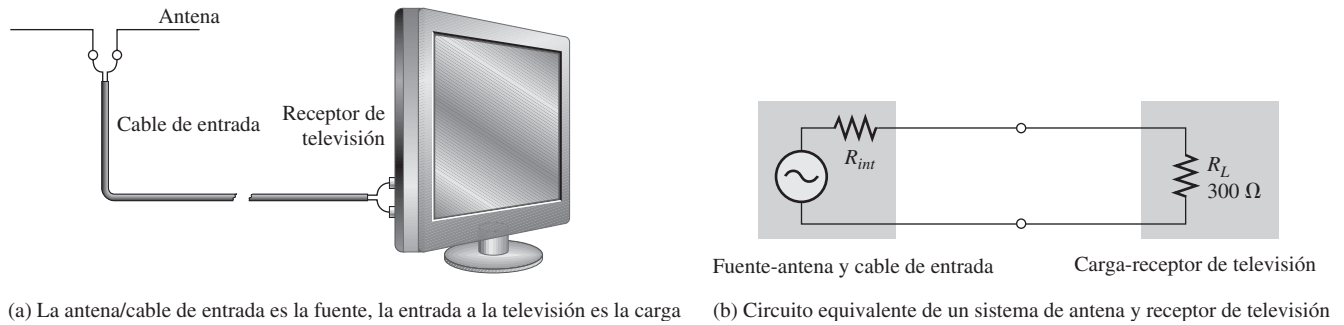 Antena
Cable de entrada
Receptor de
televisión
(a) La antena/cable de entrada es la fuente, la entrada a la televisión es la carga
R_int
R_L
300 Ω
Fuente-antena y cable de entrada
Carga-receptor de televisión
(b) Circuito equivalente de un sistema de antena y receptor de televisión